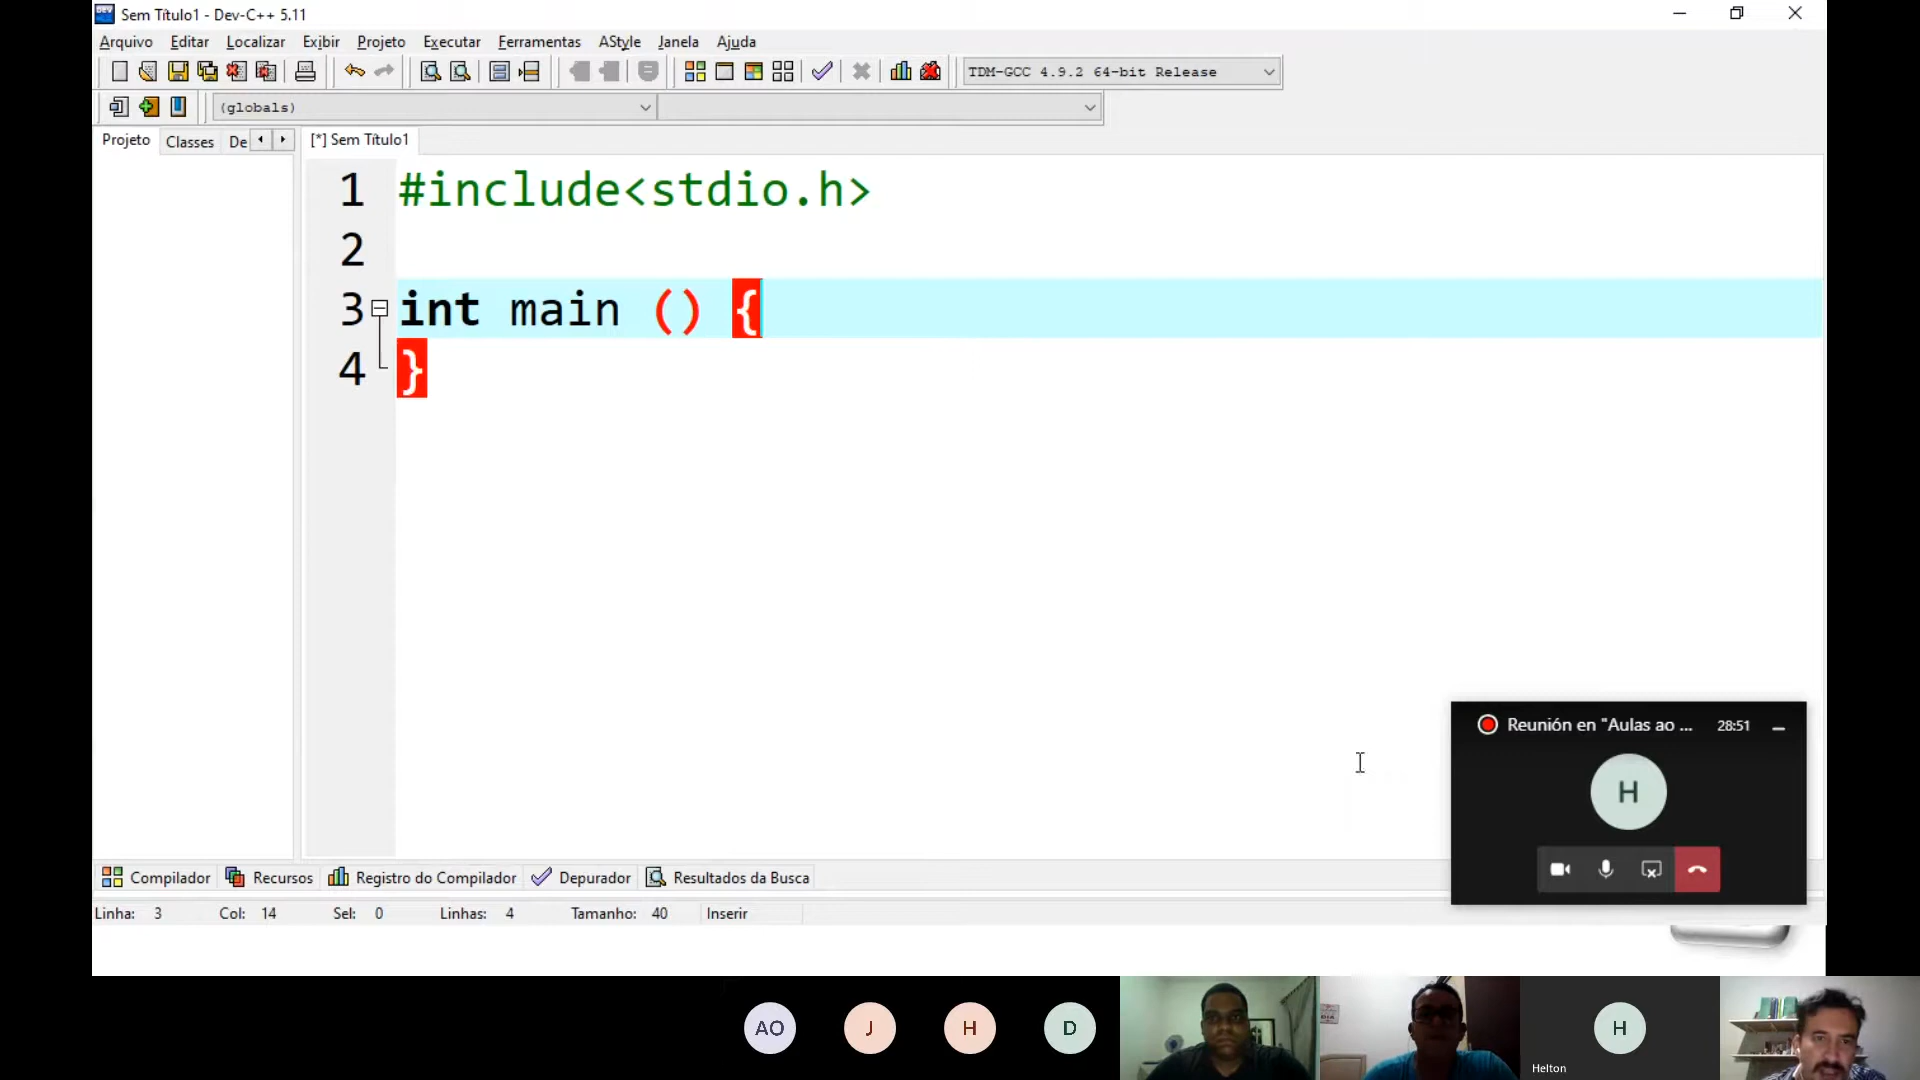 Sem Título1 - Dev-C++ 5.11
Arquivo Editar Localizar Exibir Projeto Executar Ferramentas AStyle Janela Ajuda
TDM-GCC 4.9.2 64-bit Release
(globals)
Projeto Classes De [*] Sem Título1
1 #include<stdio.h>
2
3 int main () {
4 }
Reunión en "Aulas ao ... 28:51
H
Compilador Recursos Registro do Compilador Depurador Resultados da Busca
Linha: 3 Col: 14 Sel: 0 Linhas: 4 Tamanho: 40 Inserir
AO J H D H
Helton